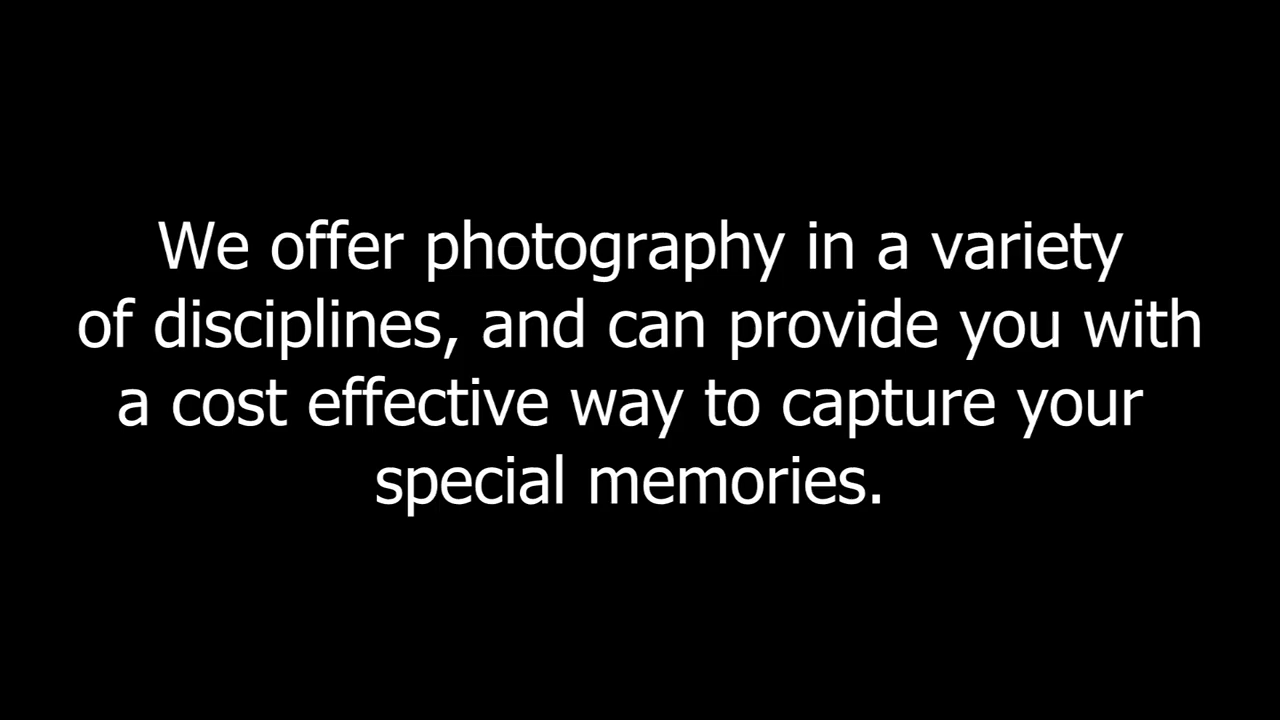 We offer photography in a variety
of disciplines, and can provide you with
a cost effective way to capture your
special memories.